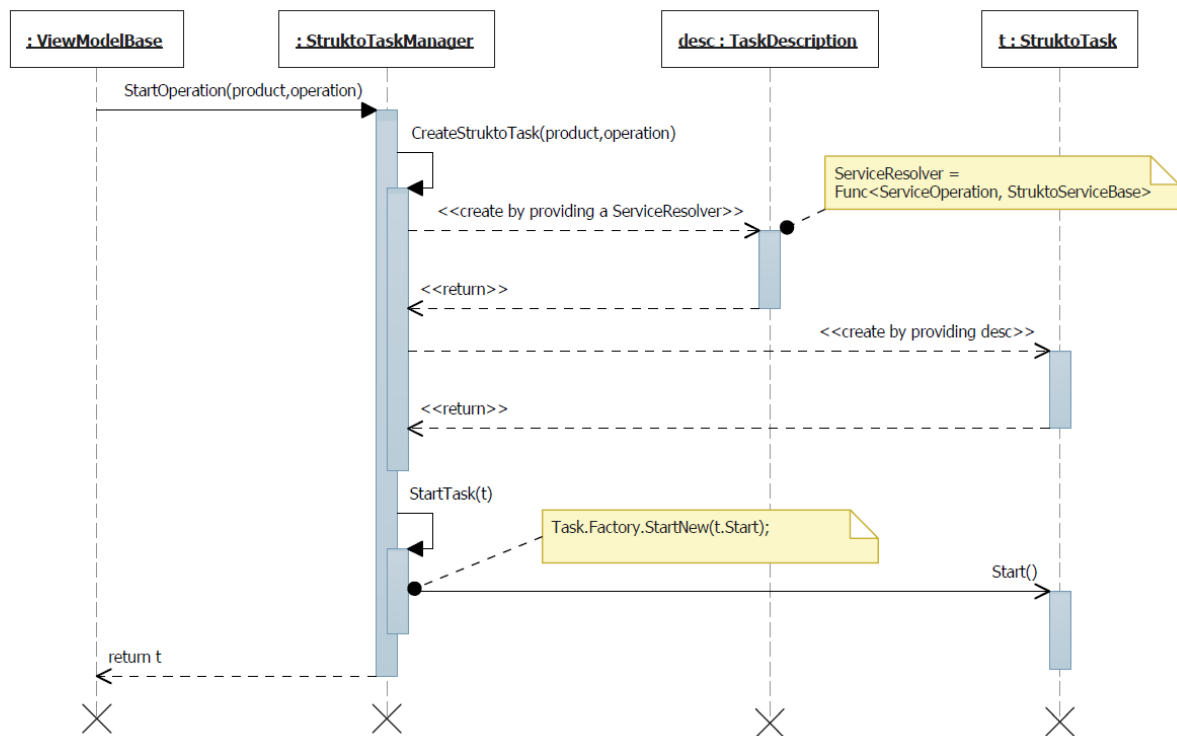 : ViewModelBase
: StruktoTaskManager
desc : TaskDescription
t : StruktoTask
StartOperation(product,operation)
CreateStruktoTask(product,operation)
ServiceResolver =
Func<ServiceOperation, StruktoServiceBase>
<<create by providing a ServiceResolver>>
<<return>>
<<create by providing desc>>
<<return>>
StartTask(t)
Task.Factory.StartNew(t.Start);
Start()
return t